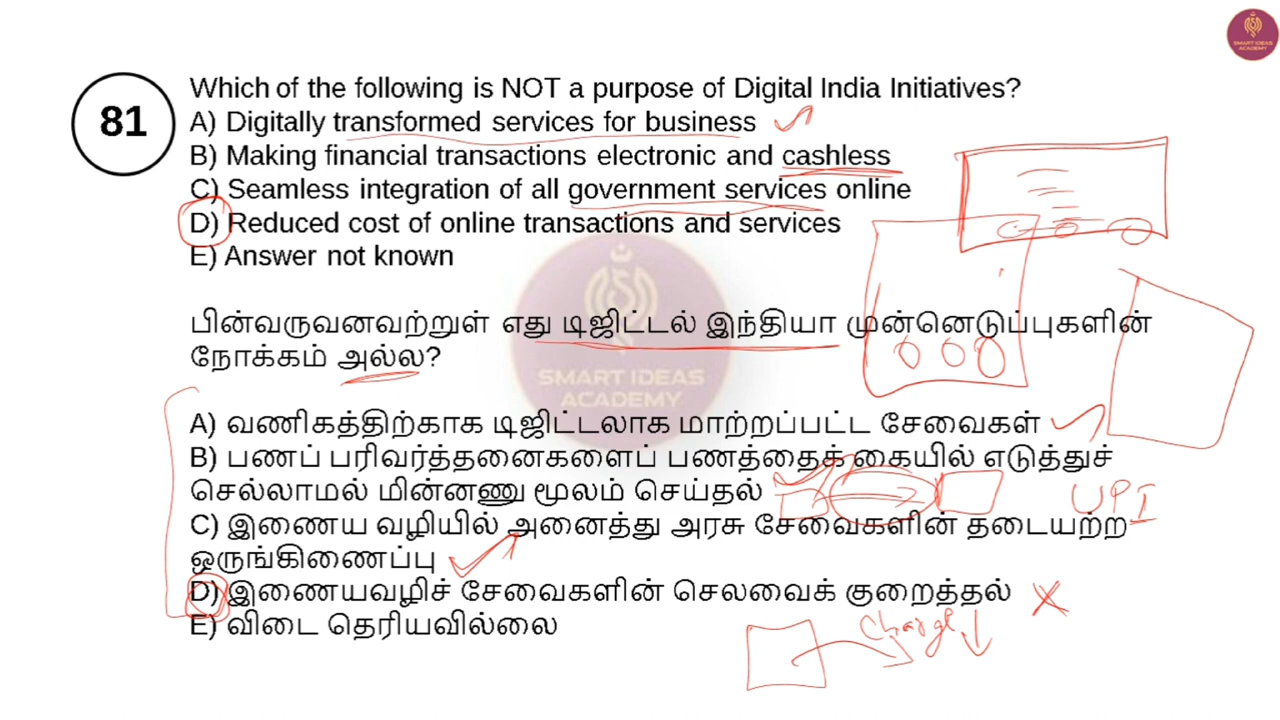 SMART IDEAS
ACADEMY
81
Which of the following is NOT a purpose of Digital India Initiatives?
A) Digitally transformed services for business
B) Making financial transactions electronic and cashless
C) Seamless integration of all government services online
D) Reduced cost of online transactions and services
E) Answer not known
பின்வருவனவற்றுள் எது டிஜிட்டல் இந்தியா முன்னெடுப்புகளின்
நோக்கம் அல்ல?
SMART IDEAS
ACADEMY
A) வணிகத்திற்காக டிஜிட்டலாக மாற்றப்பட்ட சேவைகள்
B) பணப் பரிவர்த்தனைகளைப் பணத்தைக் கையில் எடுத்துச்
செல்லாமல் மின்னணு மூலம் செய்தல்
UPI
C) இணைய வழியில் அனைத்து அரசு சேவைகளின் தடையற்ற
ஒருங்கிணைப்பு
D) இணையவழிச் சேவைகளின் செலவைக் குறைத்தல்
E) விடை தெரியவில்லை
Charge